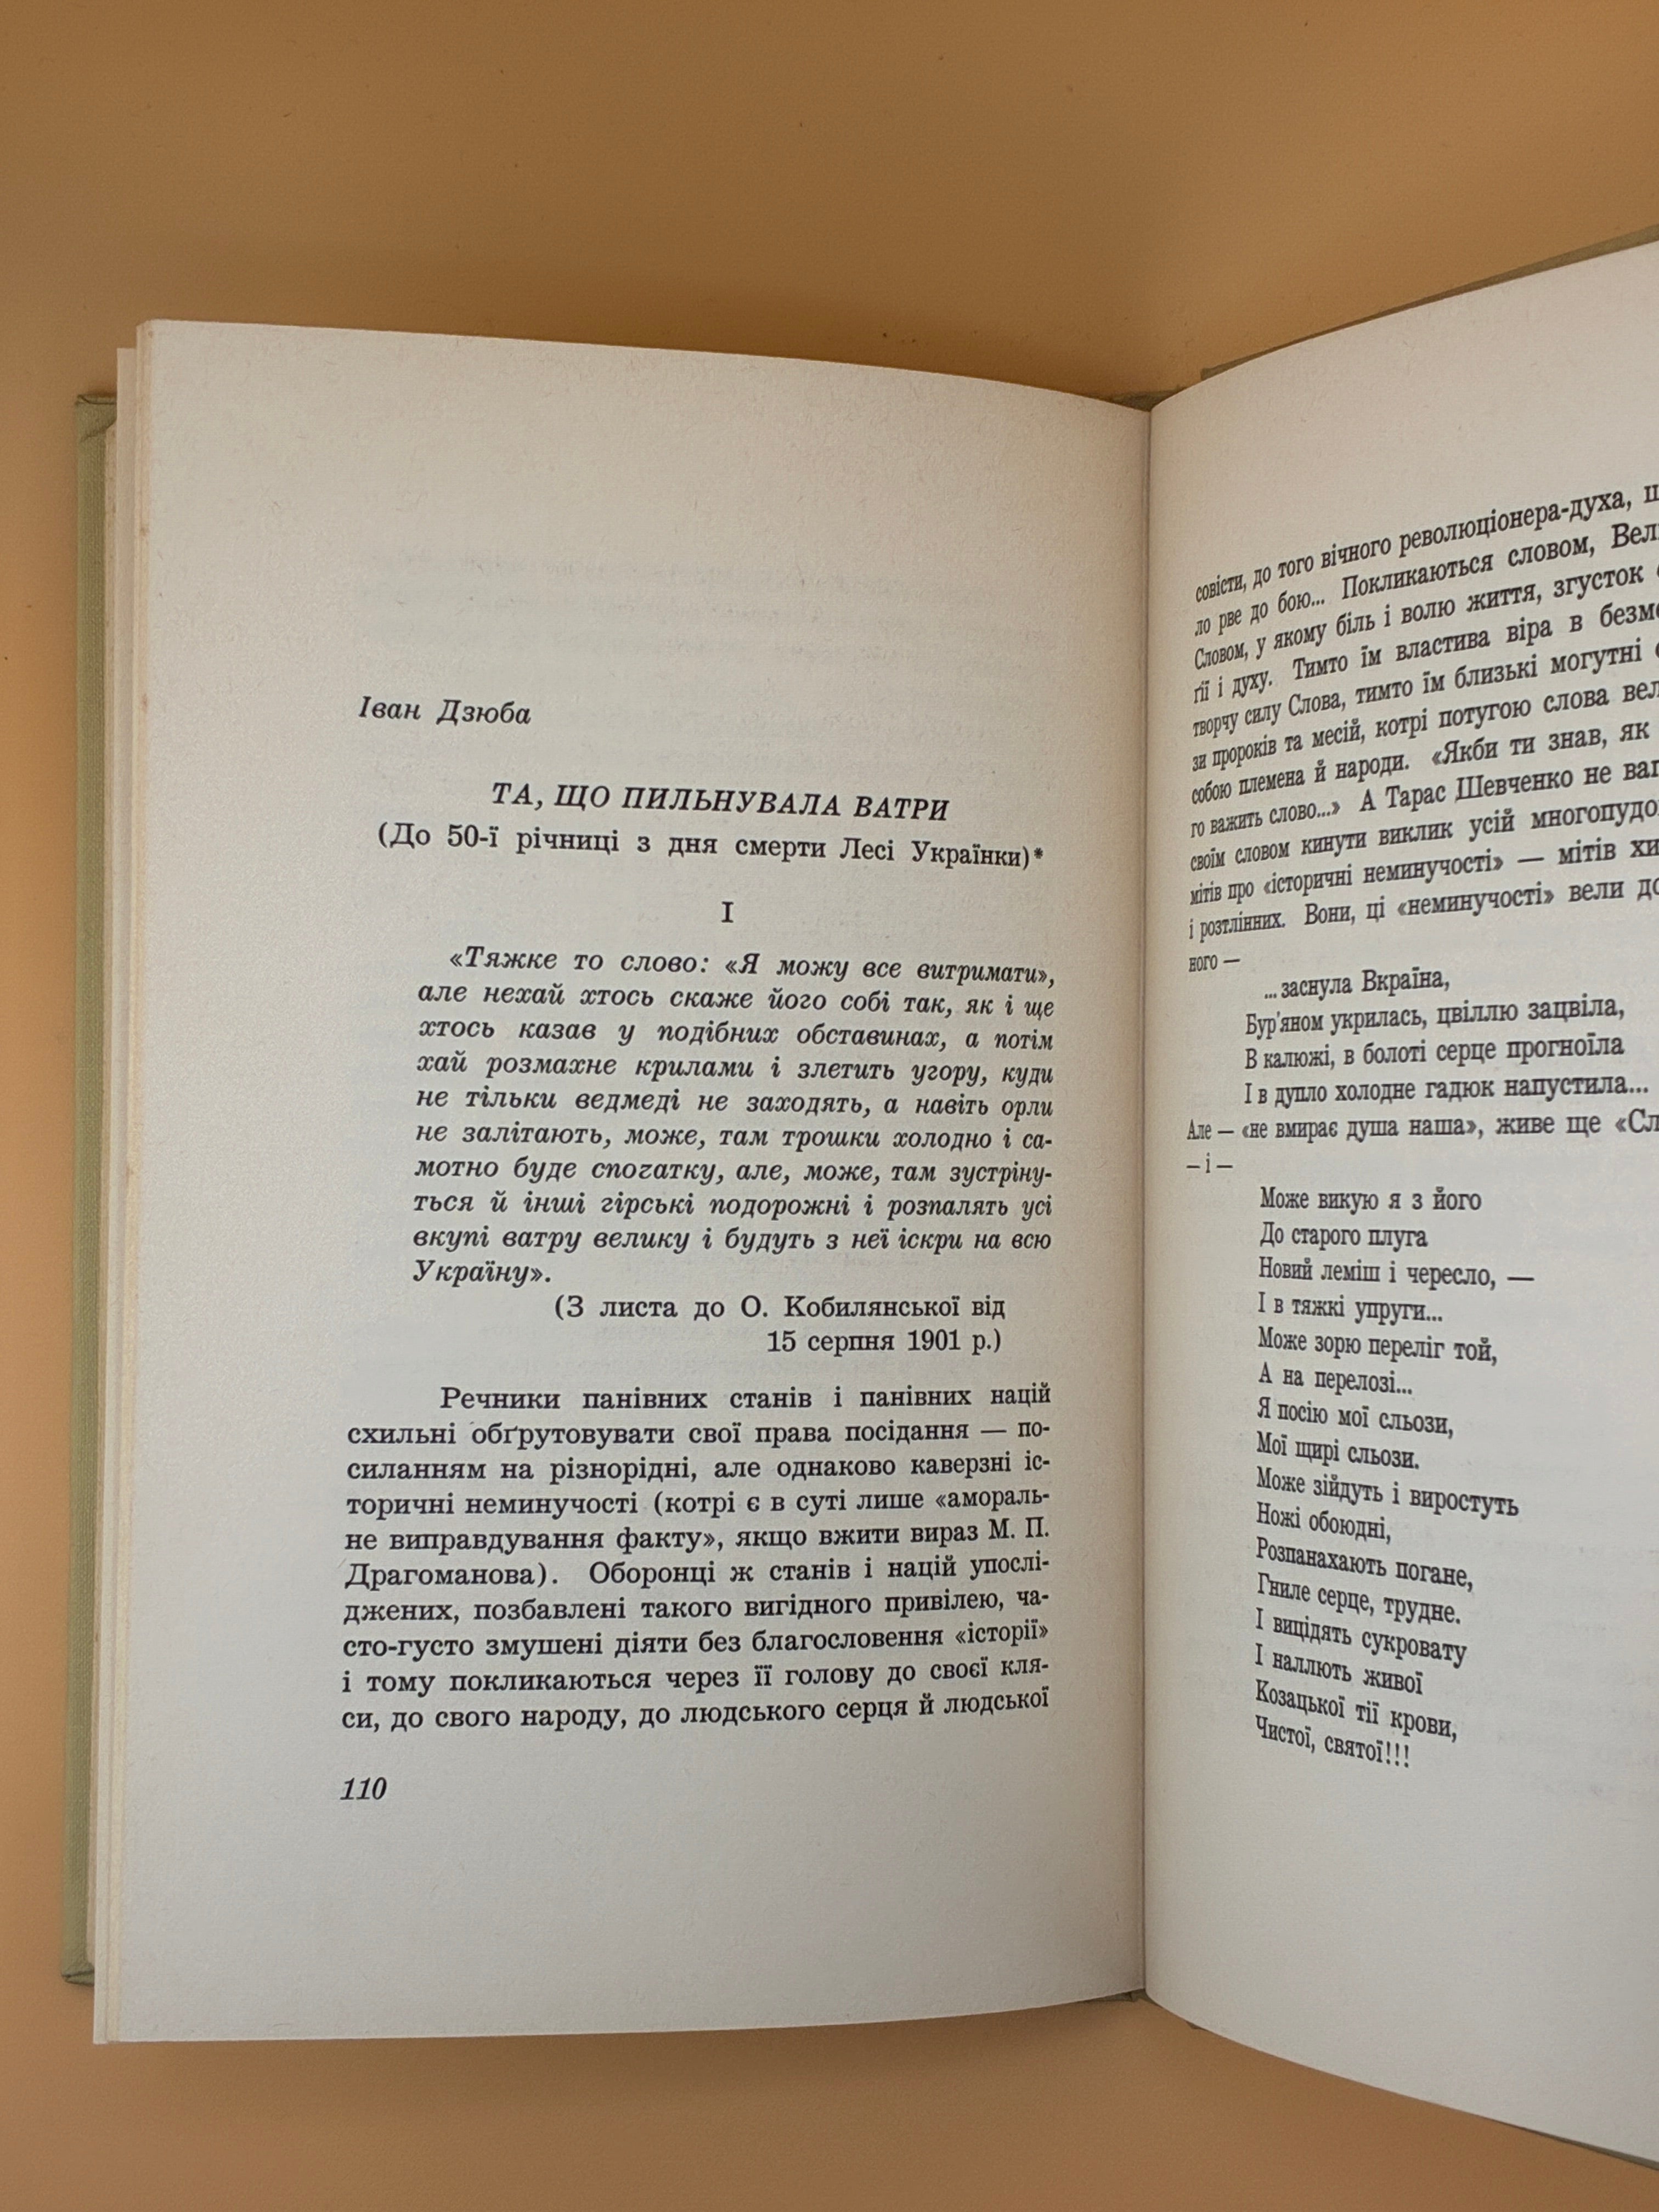 Іван Дзюба
ТА, ЩО ПИЛЬНУВАЛА ВАТРИ
(До 50-ї річниці з дня смерти Лесі Українки)*
I
«Тяжке то слово: «Я можу все витримати»,
але нехай хтось скаже його собі так, як і ще
хтось казав у подібних обставинах, а потім
хай розмахне крилами і злетить угору, куди
не тільки ведмеді не заходять, а навіть орли
не залітають, може, там трошки холодно і са-
мотно буде спочатку, але, може, там зустріну-
ться й інші гірські подорожні і розпалять усі
вкупі ватру велику і будуть з неї іскри на всю
Україну».
(З листа до О. Кобилянської від
15 серпня 1901 р.)
Речники панівних станів і панівних націй
схильні обґрутовувати свої права посідання — по-
силанням на різнорідні, але однаково каверзні іс-
торичні неминучості (котрі є в суті лише «амораль-
не виправдування факту», якщо вжити вираз М. П.
Драгоманова). Оборонці ж станів і націй упослі-
джених, позбавлені такого вигідного привілею, ча-
сто-густо змушені діяти без благословення «історії»
і тому покликаються через її голову до своєї кля-
си, до свого народу, до людського серця й людської
110
совісти, до того вічного революціонера-духа,
ло рве до бою... Покликаються словом,
Словом, у якому біль і волю життя, згусток
ґії і духу. Тимто їм властива віра в
творчу силу Слова, тимто їм близькі могутні
зи пророків та месій, котрі потугою слова
собою племена й народи. «Якби ти знав, як
го важить слово...» А Тарас Шевченко не
своїм словом кинути виклик усій
мітів про «історичні неминучості» — мітів
і розтлінних. Вони, ці «неминучості» вели
ного —
...заснула Вкраїна,
Бур'яном укрилась, цвіллю зацвіла,
В калюжі, в болоті серце прогноїла
І в дупло холодне гадюк напустила...
Але — «не вмирає душа наша», живе ще
— і —
Може викую я з його
До старого плуга
Новий леміш і чересло, —
І в тяжкі упруги...
Може зорю переліг той,
А на перелозі...
Я посію мої сльози,
Мої щирі сльози.
Може зійдуть і виростуть
Ножі обоюдні,
Розпанахають погане,
Гниле серце, трудне.
І вицідять сукровату
І наллють живої
Козацької тії крови,
Чистої, святої!!!